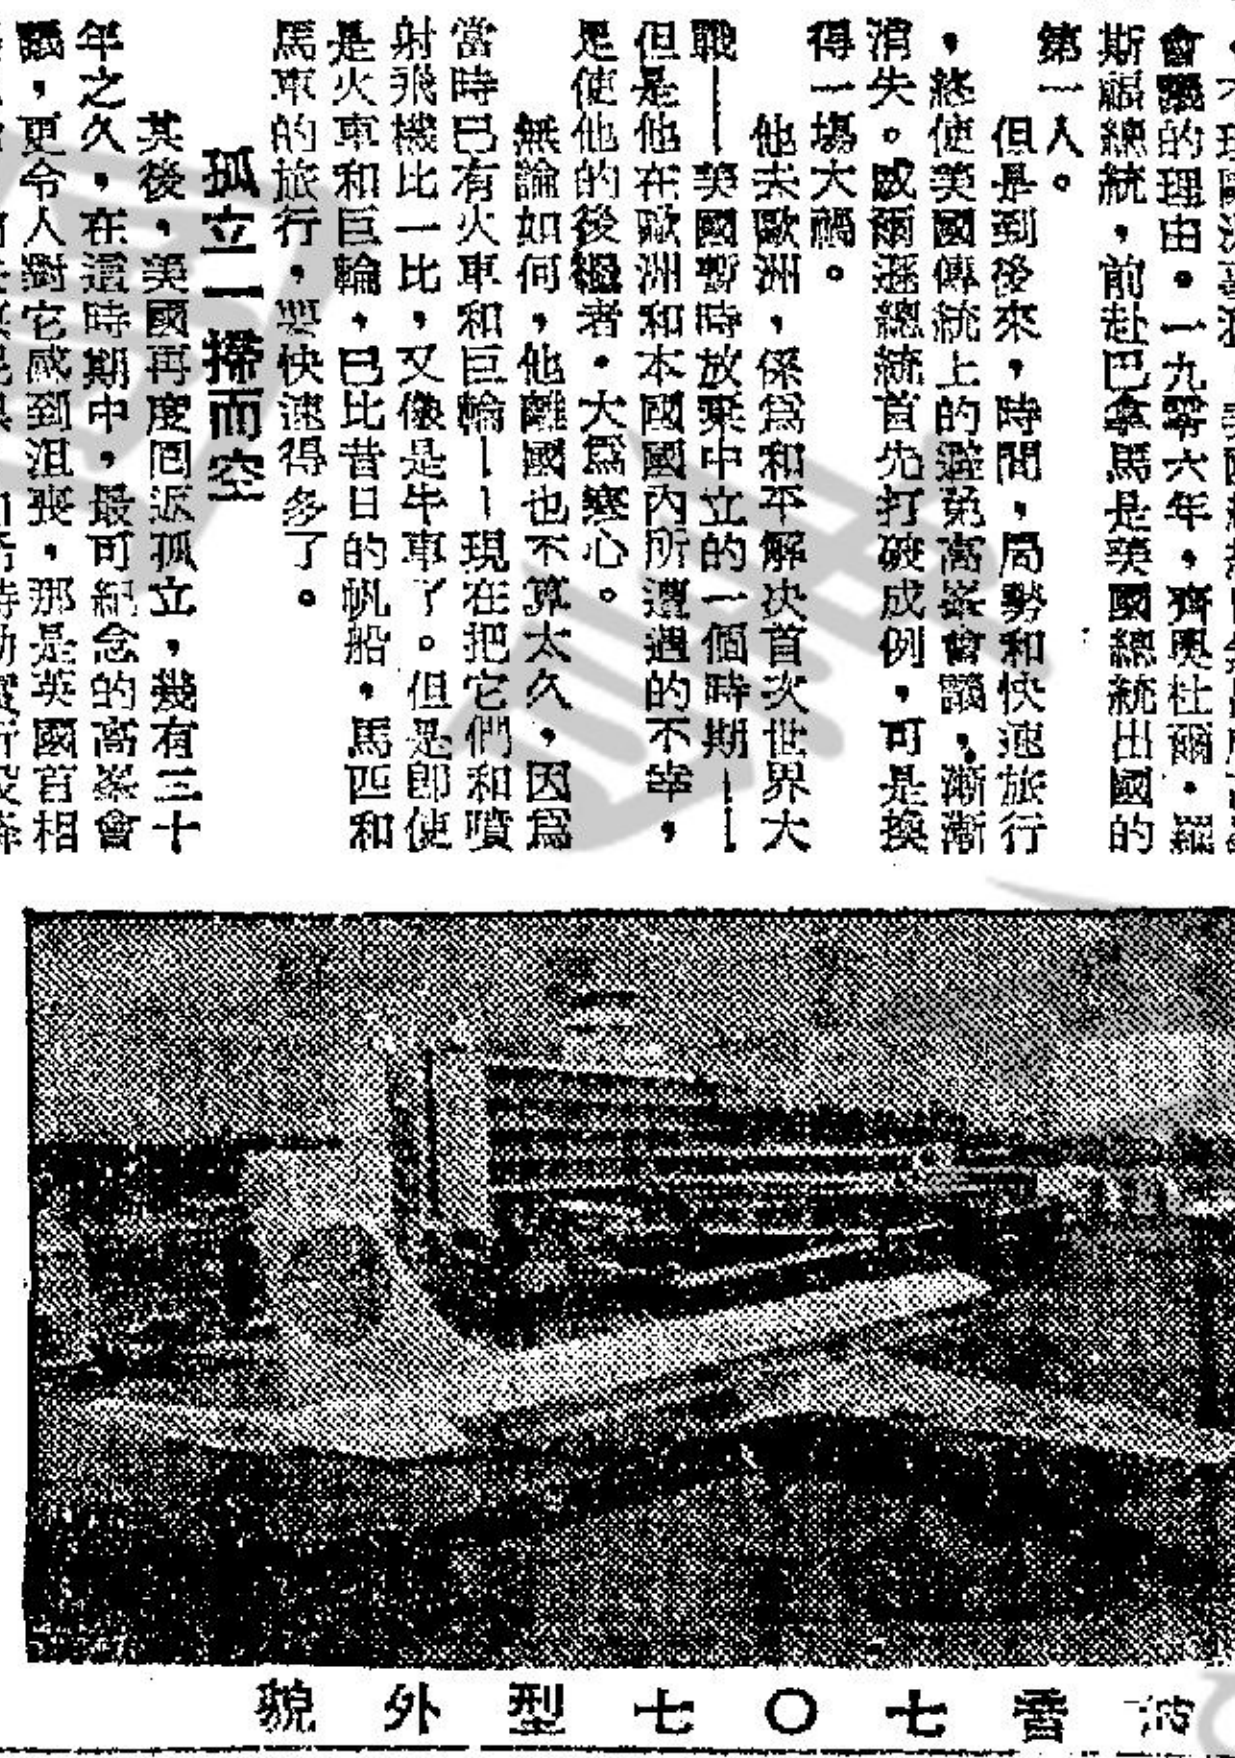 會議的理由。一九零六年，齊奧杜爾·羅
斯福總統，前赴巴拿馬是美國總統出國的
第一人。
但是到後來，時間，局勢和快速旅行
，終使美國傳統上的避免高峯會議，漸漸
消失。威爾遜總統首先打破成例，可是換
得一場大禍。
他去歐洲，係爲和平解决首次世界大
戰——美國暫時放棄中立的一個時期——
但是他在歐洲和本國國內所遭遇的不幸，
是使他的後繼者，大爲寒心。
無論如何，他離國也不算太久，因爲
當時已有火車和巨輪——現在把它們和噴
射飛機比一比，又像是牛車了。但是卽使
是火車和巨輪，已比昔日的帆船，馬匹和
馬車的旅行，要快速得多了。
孤立一掃而空
其後，美國再度囘返孤立，幾有三十
年之久，在這時期中，最可紀念的高峯會
議，更令人對它感到沮喪，那是英國首相
波音七〇七型外貌